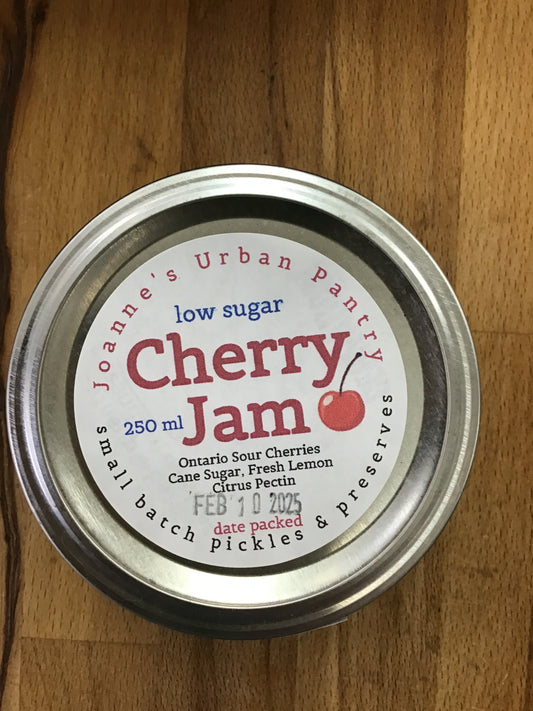 Joanne's Urban Pantry
low sugar
Cherry
250 ml Jam
Ontario Sour Cherries
Cane Sugar, Fresh Lemon
Citrus Pectin
FEB 10 2025
date packed
small batch pickles & preserves